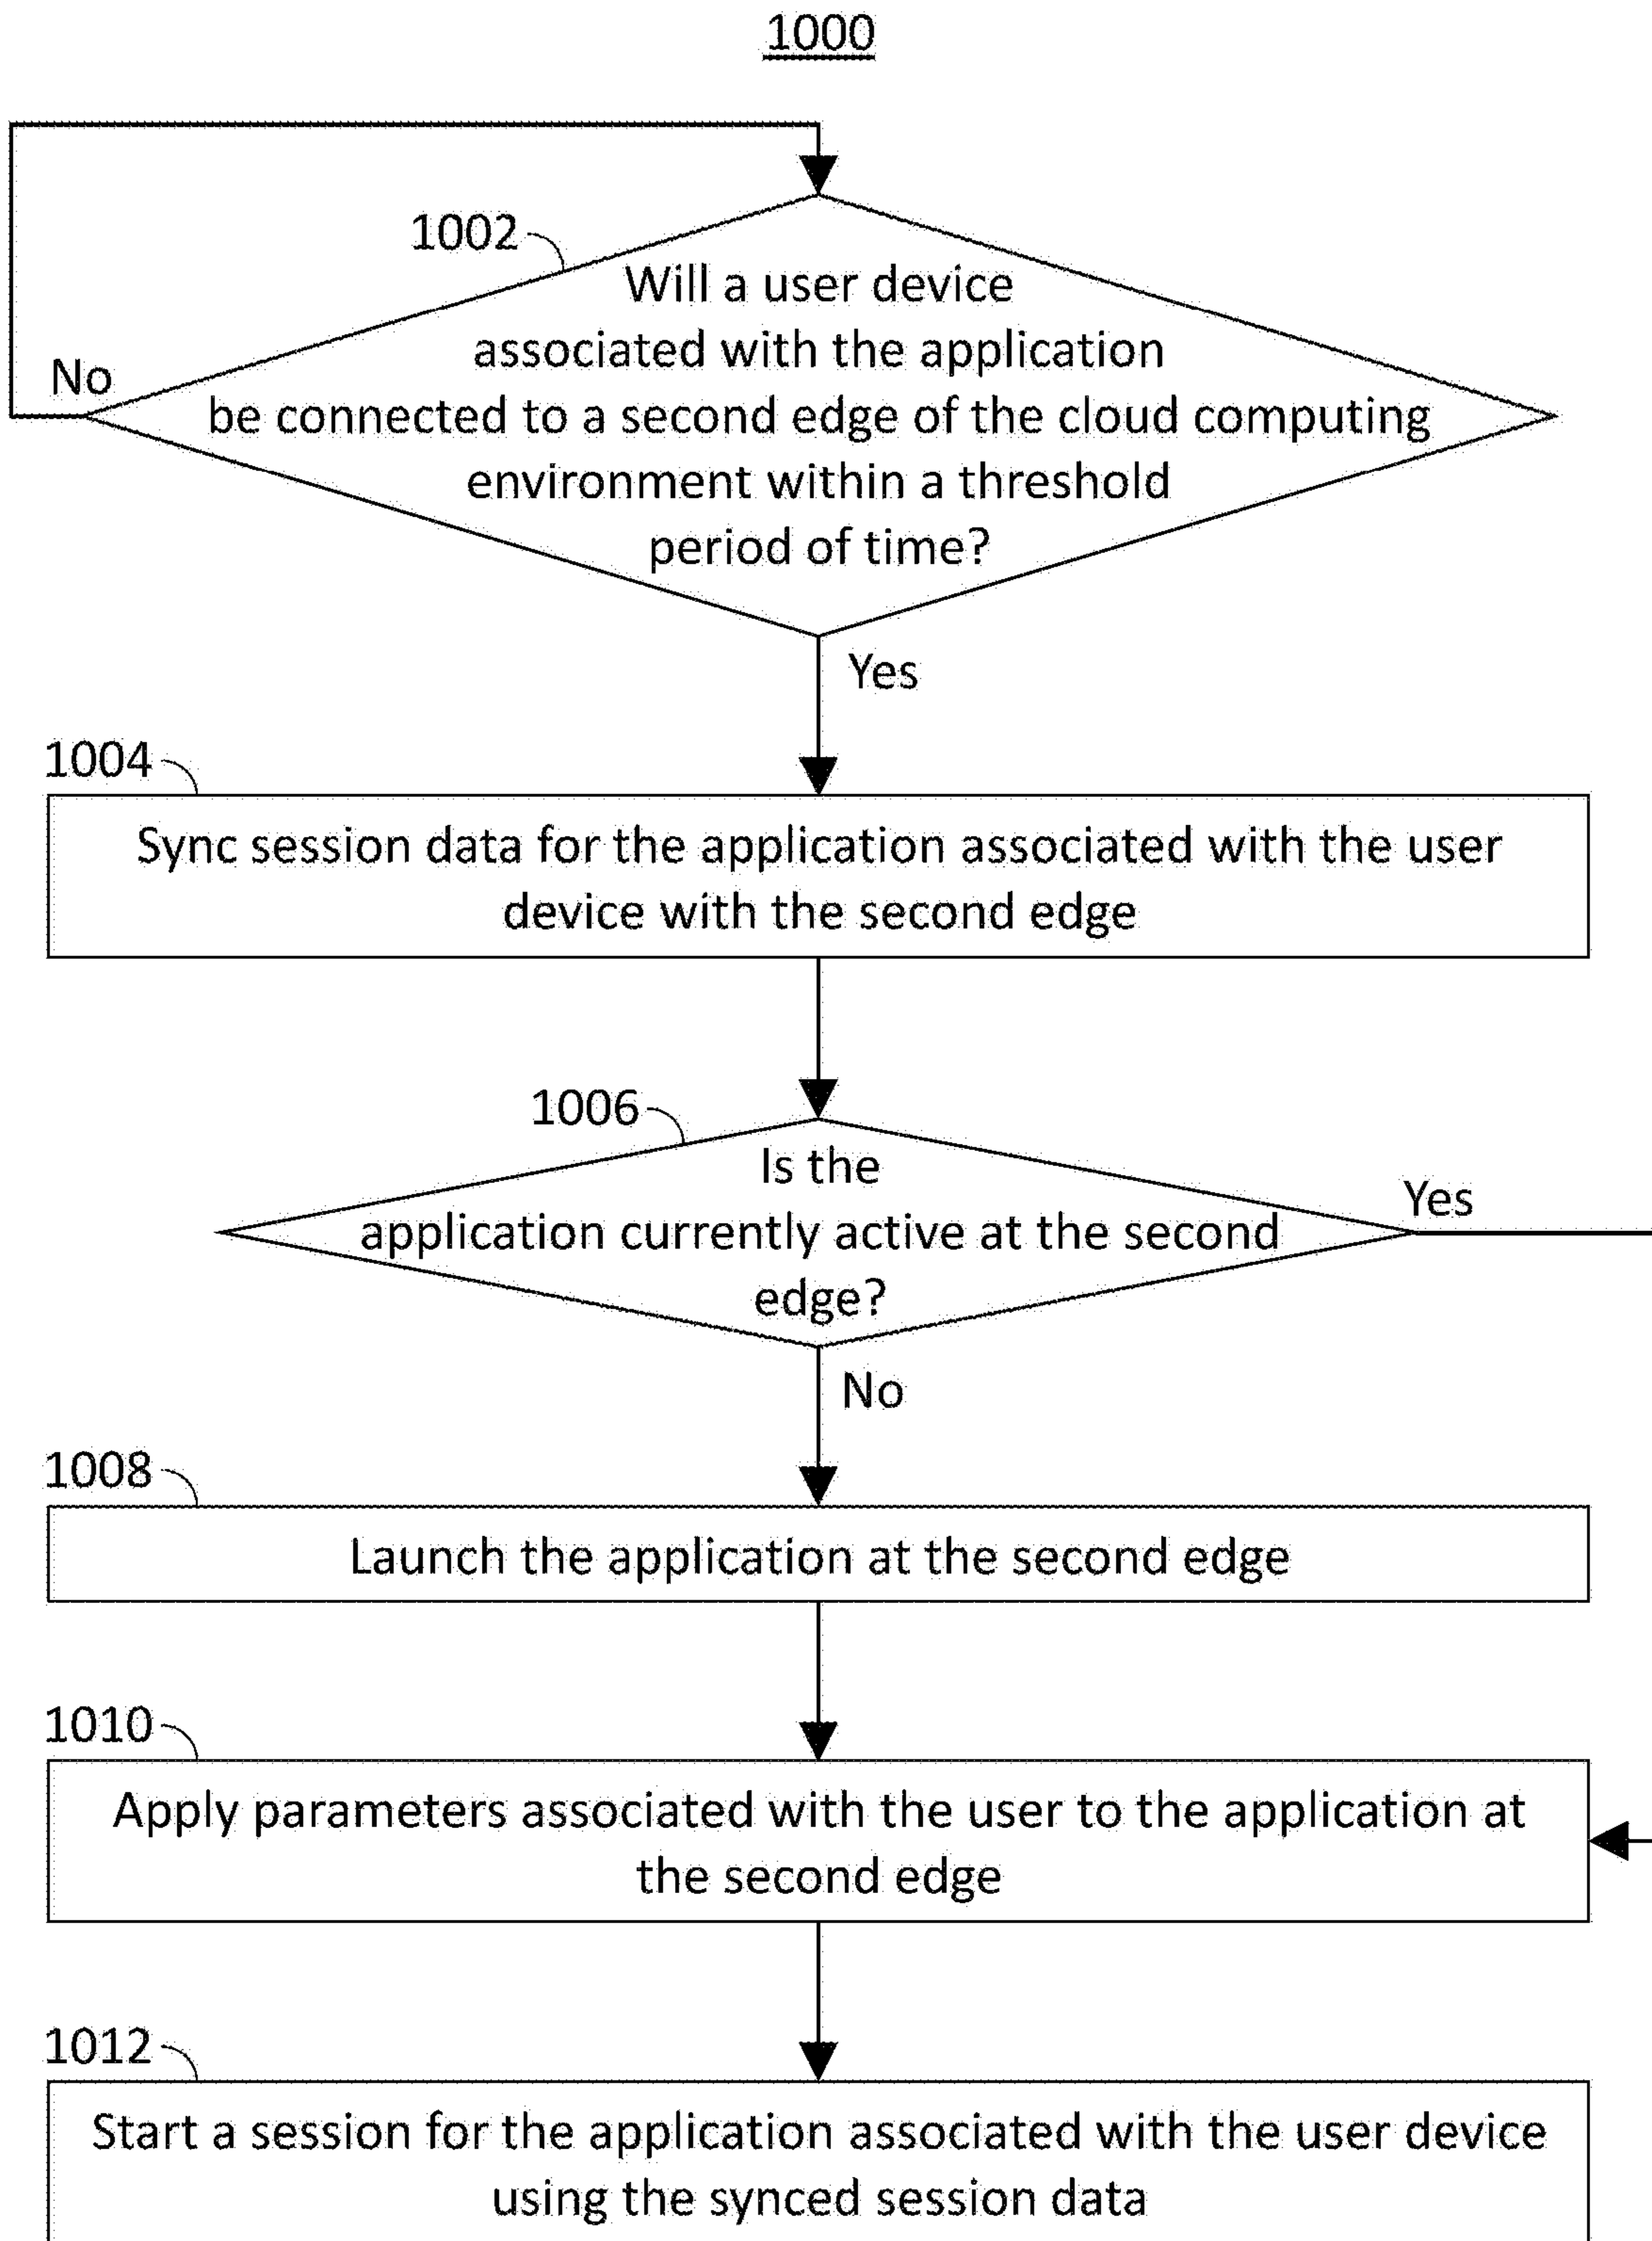 1000
1002
Will a user device
associated with the application
be connected to a second edge of the cloud computing
environment within a threshold
period of time?
No
Yes
1004
Sync session data for the application associated with the user
device with the second edge
1006
Is the
application currently active at the second
edge?
Yes
No
1008
Launch the application at the second edge
1010
Apply parameters associated with the user to the application at
the second edge
1012
Start a session for the application associated with the user device
using the synced session data